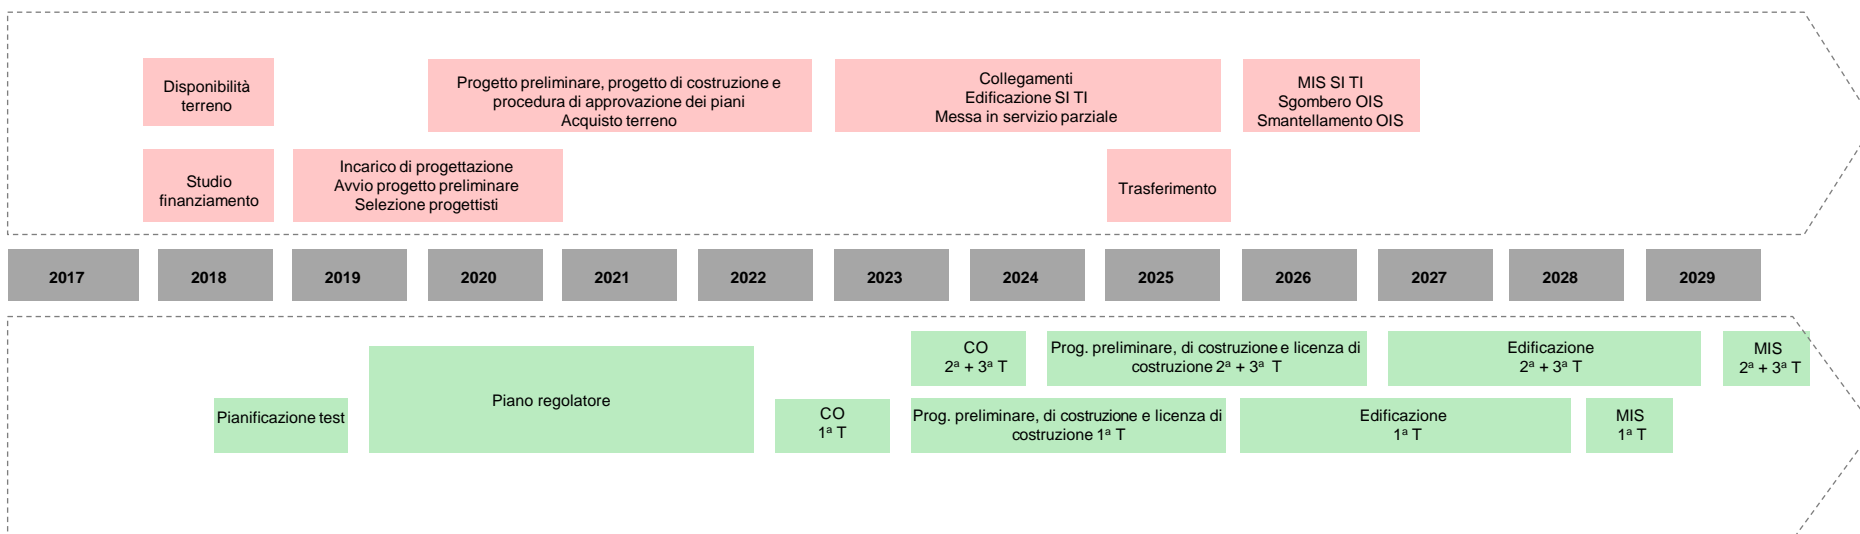 Disponibilità
terreno
Progetto preliminare, progetto di costruzione e
procedura di approvazione dei piani
Acquisto terreno
Collegamenti
Edificazione SI TI
Messa in servizio parziale
MIS SI TI
Sgombero OIS
Smantellamento OIS
Studio
finanziamento
Incarico di progettazione
Avvio progetto preliminare
Selezione progettisti
Trasferimento
2017
2018
2019
2020
2021
2022
2023
2024
2025
2026
2027
2028
2029
CO
2ª + 3ª T
Prog. preliminare, di costruzione e licenza di
costruzione 2ª + 3ª T
Edificazione
2ª + 3ª T
MIS
2ª + 3ª T
Pianificazione test
Piano regolatore
CO
1ª T
Prog. preliminare, di costruzione e licenza di
costruzione 1ª T
Edificazione
1ª T
MIS
1ª T